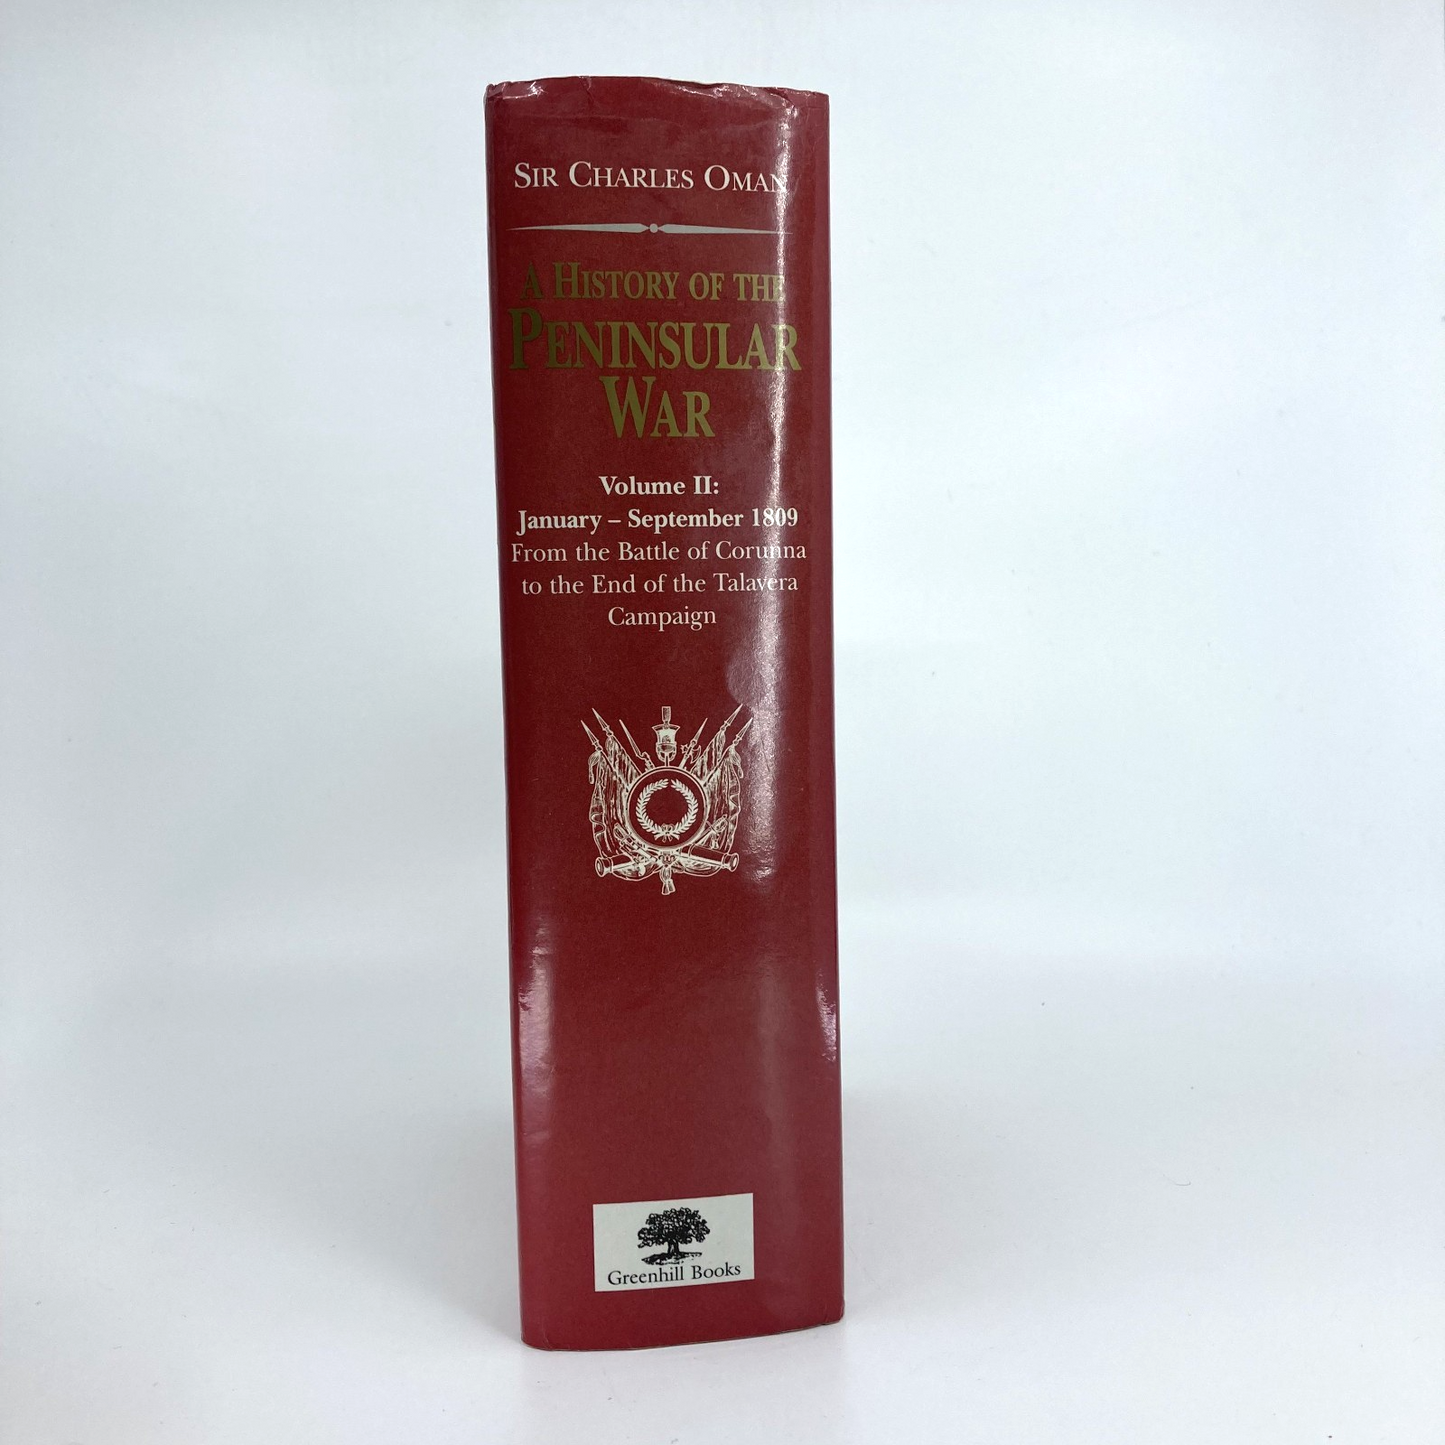 SIR CHARLES OMAN
A HISTORY OF THE
PENINSULAR
WAR
Volume II:
January – September 1809
From the Battle of Corunna
to the End of the Talavera
Campaign
Greenhill Books